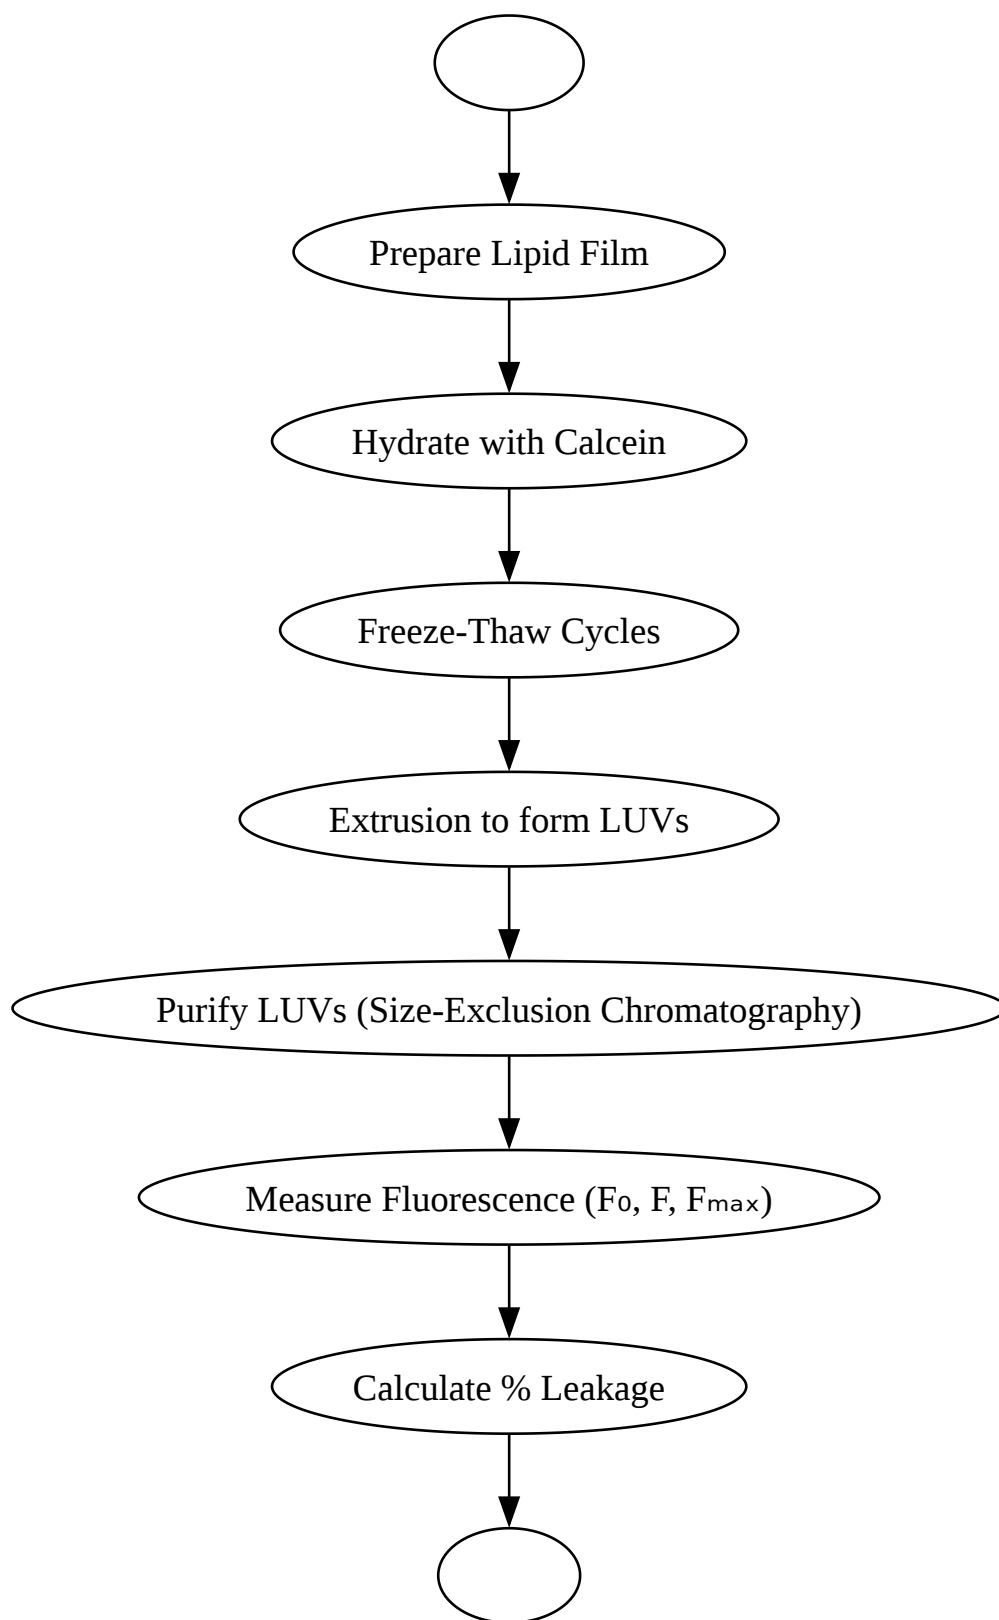 Prepare Lipid Film
Hydrate with Calcein
Freeze-Thaw Cycles
Extrusion to form LUVs
Purify LUVs (Size-Exclusion Chromatography)
Measure Fluorescence (F₀, F, Fₘₐₓ)
Calculate % Leakage